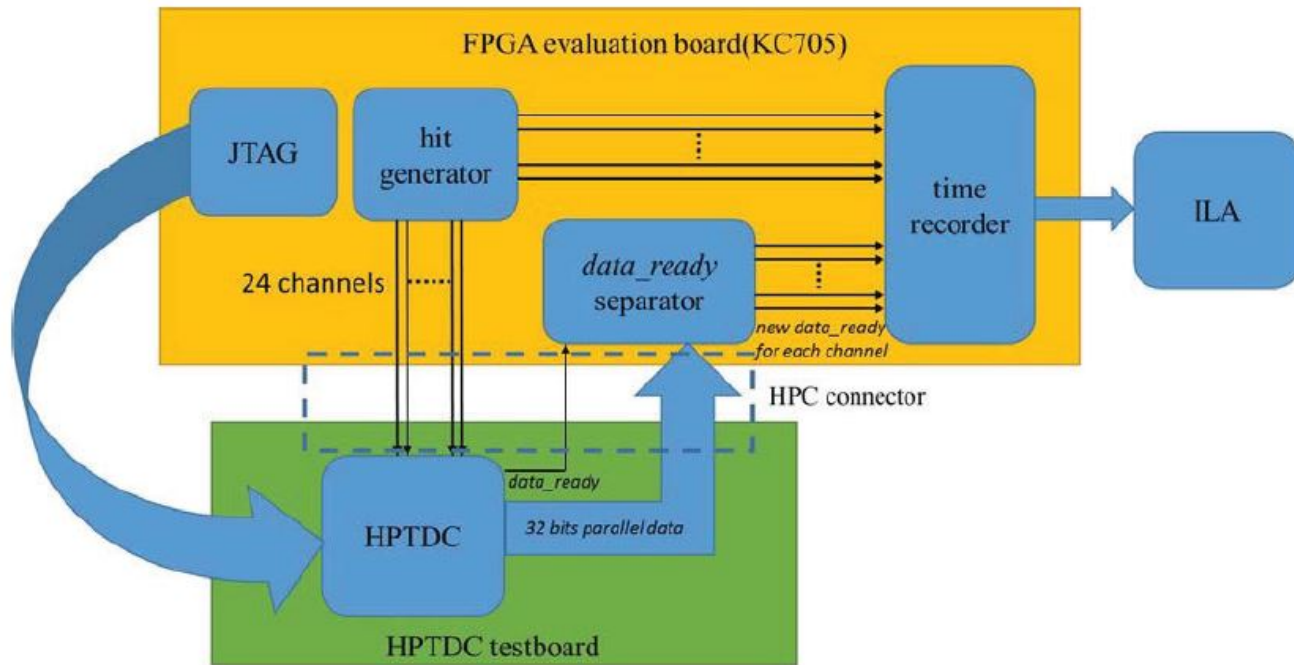 FPGA evaluation board(KC705)
JTAG
hit
generator
time
recorder
ILA
24 channels
data_ready
separator
new data_ready
for each channel
HPC connector
data_ready
HPTDC
32 bits parallel data
HPTDC testboard